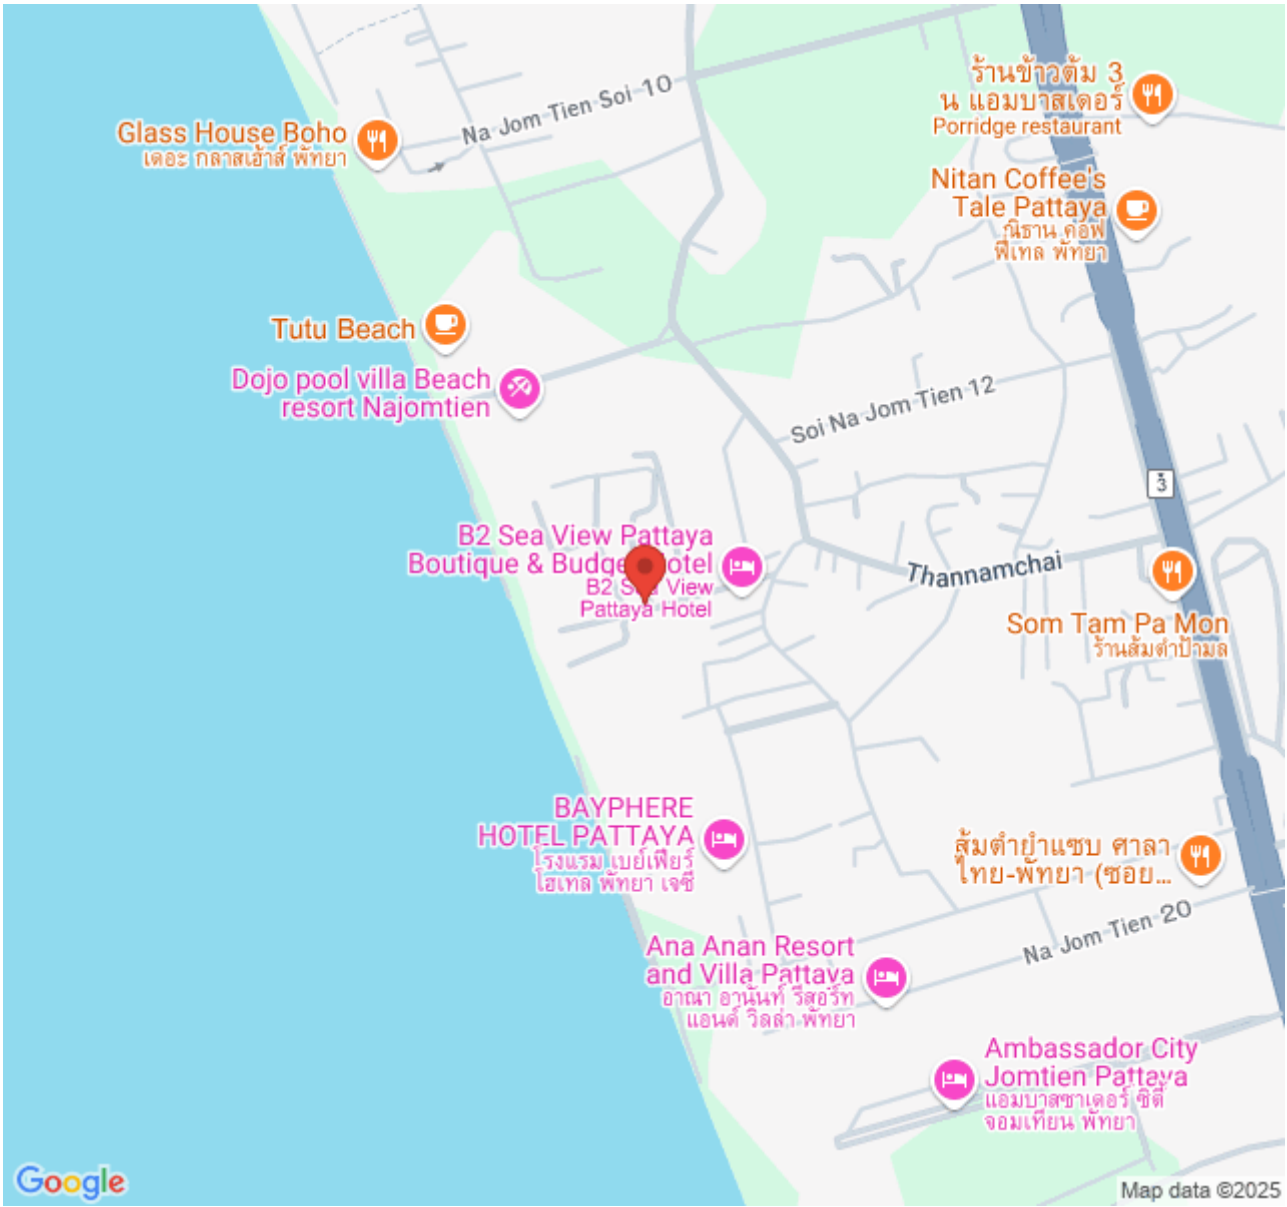 ร้านข้าวต้ม 3
น แอมบาสเดอร์
Porridge restaurant
Na Jom Tien Soi 10
Glass House Boho
เดอะ กลาสเฮ้าส์ พัทยา
Nitan Coffee's
Tale Pattaya
ณิธาน คอฟ
ฟี่เทล พัทยา
Tutu Beach
Dojo pool villa Beach
resort Najomtien
Soi Na Jom Tien 12
3
B2 Sea View Pattaya
Boutique & Budget Hotel
B2 Sea View
Pattaya Hotel
Thannamchai
Som Tam Pa Mon
ร้านส้มตำป้ามล
BAYPHERE
HOTEL PATTAYA
โรงแรม เบย์เฟียร์
โฮเทล พัทยา เจซี
ส้มตำยำแซบ ศาลา
ไทย-พัทยา (ซอย...
Na Jom Tien 20
Ana Anan Resort
and Villa Pattaya
อาณา อานันท์ รีสอร์ท
แอนด์ วิลล่า พัทยา
Ambassador City
Jomtien Pattaya
แอมบาสซาเดอร์ ซิตี้
จอมเทียน พัทยา
Google
Map data ©2025